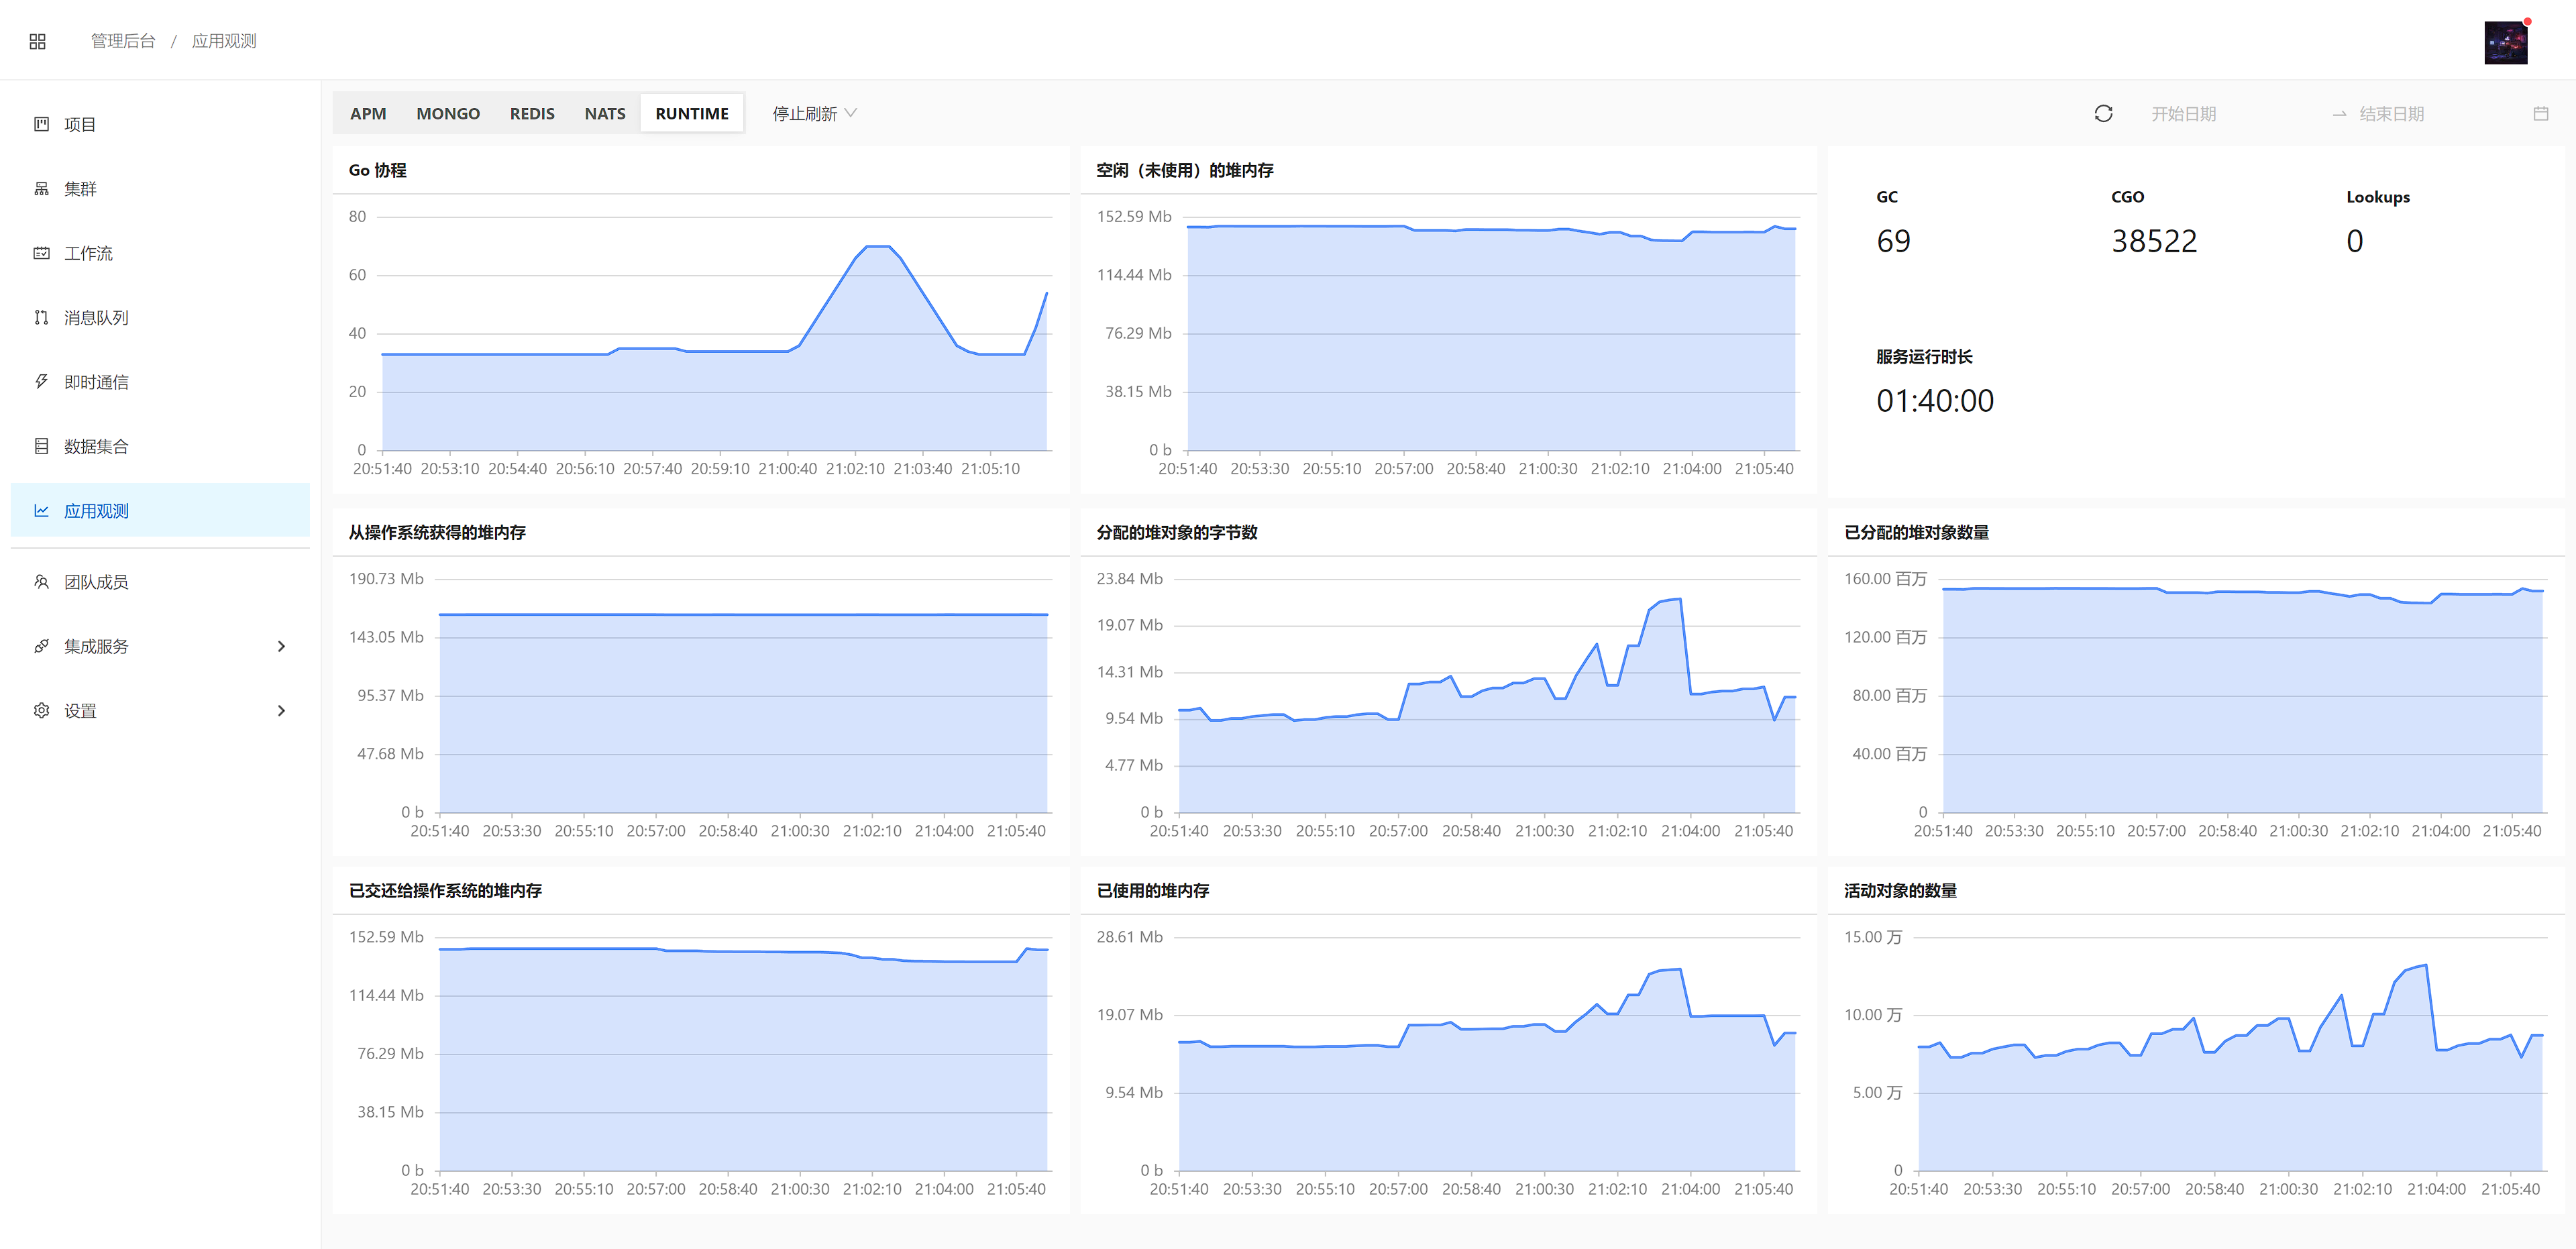 管理后台 / 应用观测
项目
集群
工作流
消息队列
即时通信
数据集合
应用观测
团队成员
集成服务
设置
APM MONGO REDIS NATS RUNTIME 停止刷新
开始日期 → 结束日期
Go 协程
80
60
40
20
0
20:51:40 20:53:10 20:54:40 20:56:10 20:57:40 20:59:10 21:00:40 21:02:10 21:03:40 21:05:10
空闲（未使用）的堆内存
152.59 Mb
114.44 Mb
76.29 Mb
38.15 Mb
0 b
20:51:40 20:53:30 20:55:10 20:57:00 20:58:40 21:00:30 21:02:10 21:04:00 21:05:40
GC CGO Lookups
69 38522 0
服务运行时长
01:40:00
从操作系统获得的堆内存
190.73 Mb
143.05 Mb
95.37 Mb
47.68 Mb
0 b
20:51:40 20:53:30 20:55:10 20:57:00 20:58:40 21:00:30 21:02:10 21:04:00 21:05:40
分配的堆对象的字节数
23.84 Mb
19.07 Mb
14.31 Mb
9.54 Mb
4.77 Mb
0 b
20:51:40 20:53:30 20:55:10 20:57:00 20:58:40 21:00:30 21:02:10 21:04:00 21:05:40
已分配的堆对象数量
160.00 百万
120.00 百万
80.00 百万
40.00 百万
0
20:51:40 20:53:30 20:55:10 20:57:00 20:58:40 21:00:30 21:02:10 21:04:00 21:05:40
已交还给操作系统的堆内存
152.59 Mb
114.44 Mb
76.29 Mb
38.15 Mb
0 b
20:51:40 20:53:30 20:55:10 20:57:00 20:58:40 21:00:30 21:02:10 21:04:00 21:05:40
已使用的堆内存
28.61 Mb
19.07 Mb
9.54 Mb
0 b
20:51:40 20:53:30 20:55:10 20:57:00 20:58:40 21:00:30 21:02:10 21:04:00 21:05:40
活动对象的数量
15.00 万
10.00 万
5.00 万
0
20:51:40 20:53:30 20:55:10 20:57:00 20:58:40 21:00:30 21:02:10 21:04:00 21:05:40